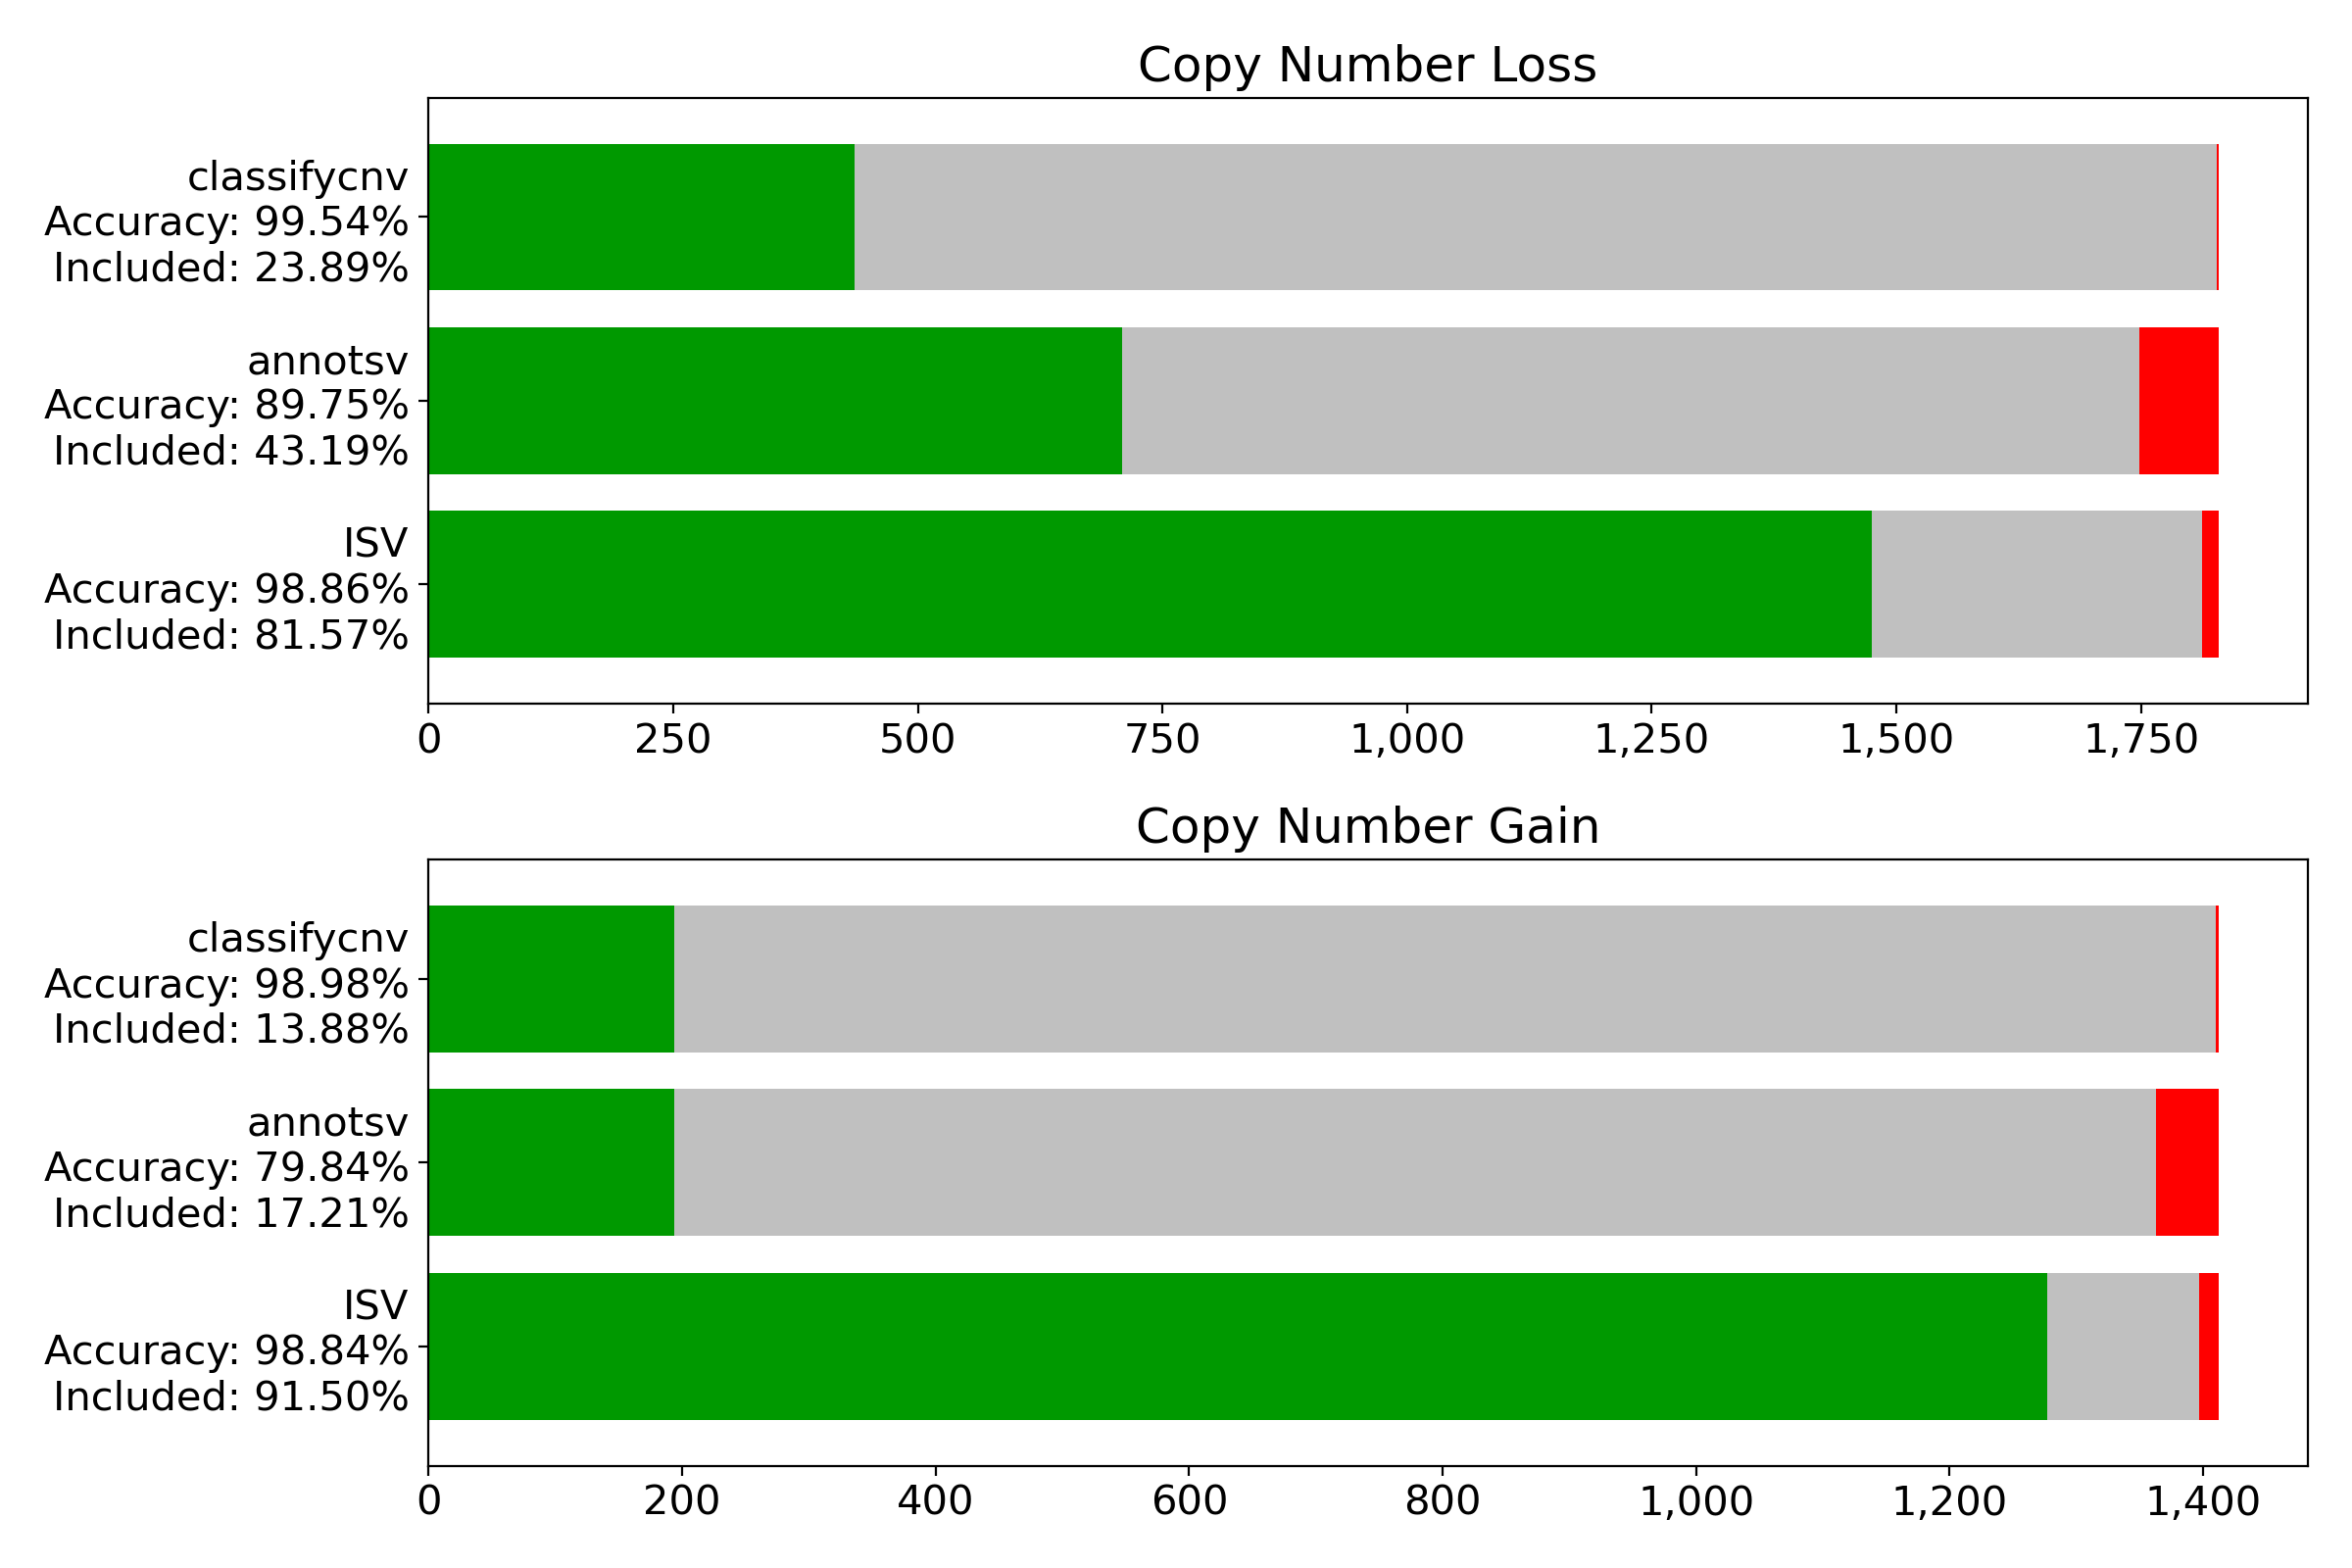 Copy Number Loss
classifycnv
Accuracy: 99.54%
Included: 23.89%
annotsv
Accuracy: 89.75%
Included: 43.19%
ISV
Accuracy: 98.86%
Included: 81.57%
0 250 500 750 1,000 1,250 1,500 1,750
Copy Number Gain
classifycnv
Accuracy: 98.98%
Included: 13.88%
annotsv
Accuracy: 79.84%
Included: 17.21%
ISV
Accuracy: 98.84%
Included: 91.50%
0 200 400 600 800 1,000 1,200 1,400